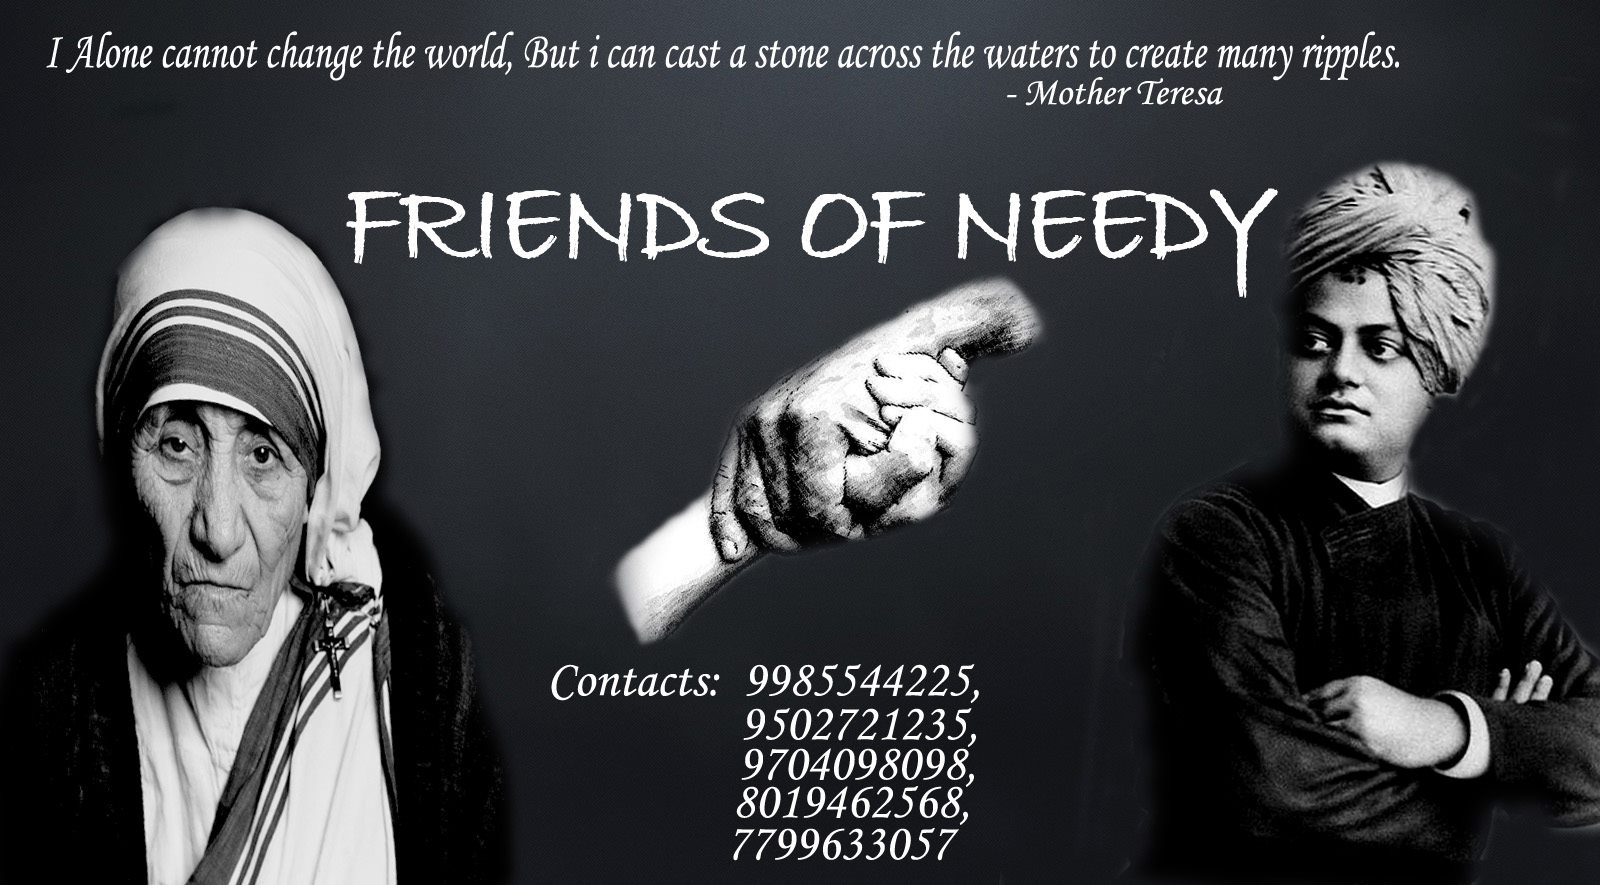 I Alone cannot change the world, But i can cast a stone across the waters to create many ripples.
- Mother Teresa
FRIENDS OF NEEDY
Contacts: 9985544225,
9502721235,
9704098098,
8019462568,
7799633057